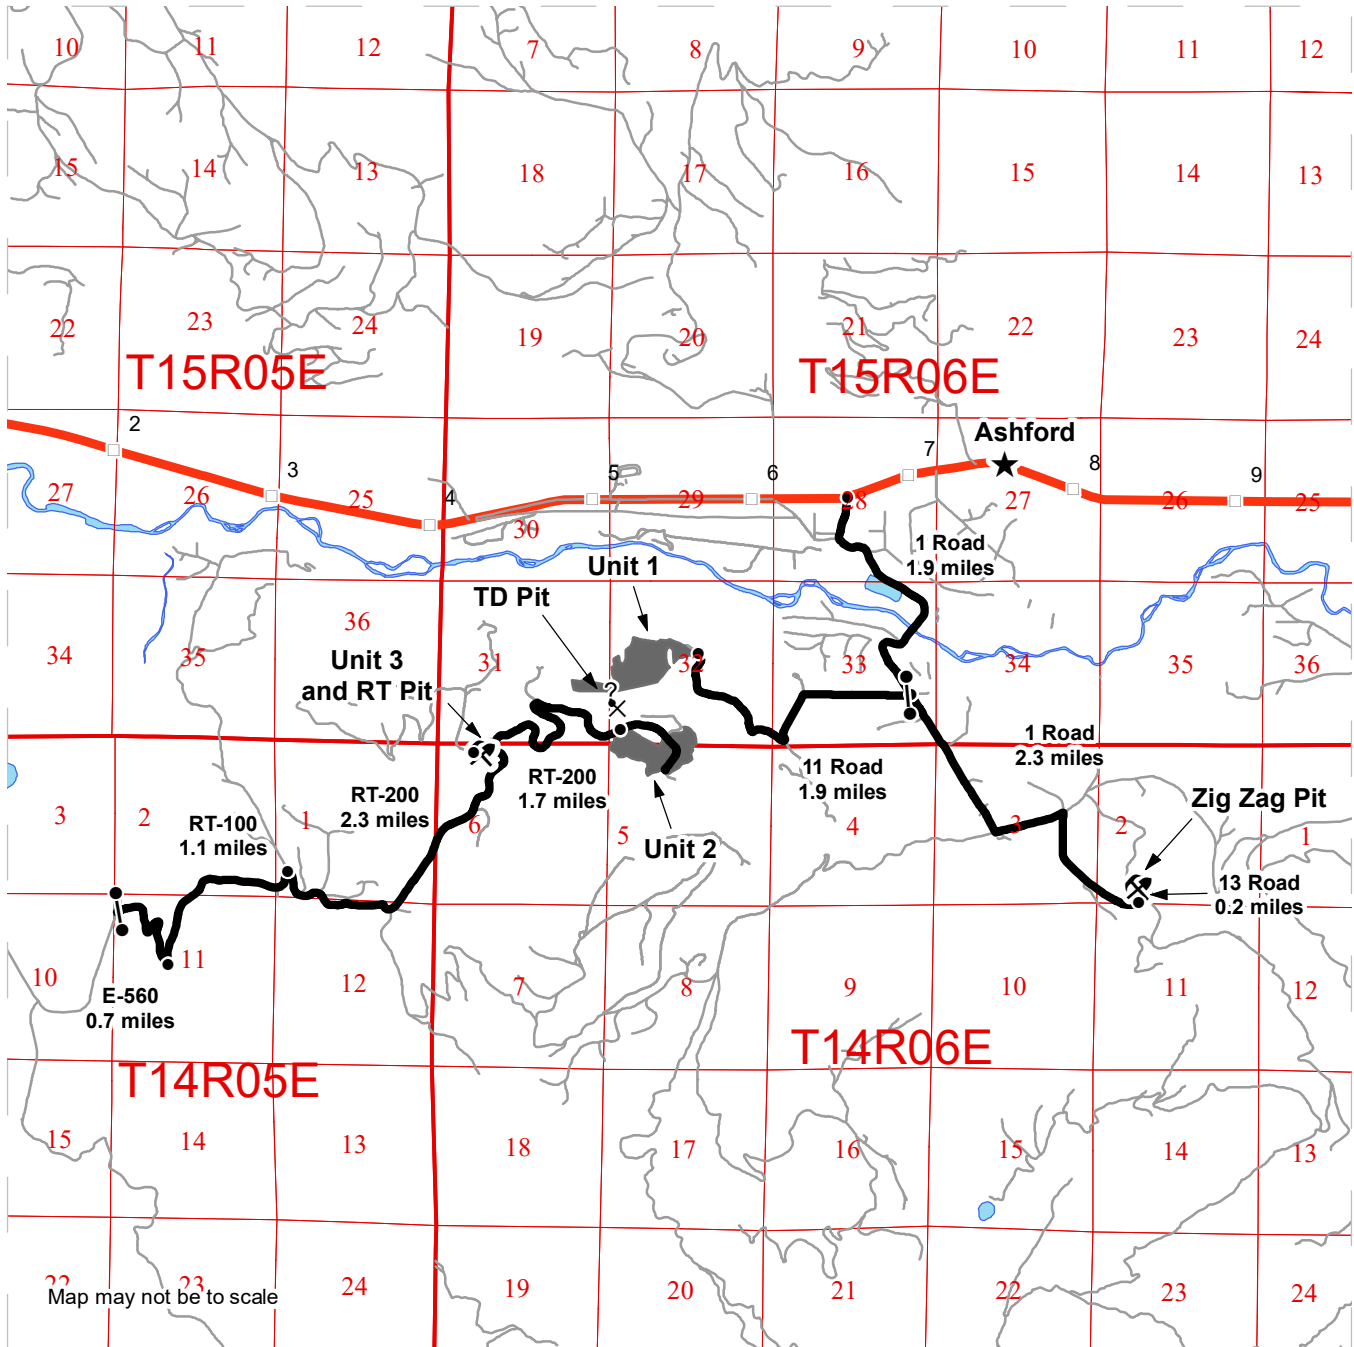 10 11 12 7 8 9 10 11 12
15 14 13 18 17 16 15 14 13
22 23 24 19 20 21 22 23 24
T15R05E T15R06E
2 3 4 5 6 7 8 9
Ashford
27 26 25 30 29 28 27 26 25
1 Road
1.9 miles
Unit 1
TD Pit
34 35 36 31 32 33 34 35 36
Unit 3
and RT Pit
RT-200
1.7 miles
11 Road
1.9 miles
1 Road
2.3 miles
RT-200
2.3 miles
RT-100
1.1 miles
Unit 2
Zig Zag Pit
3 2 1 6 5 4 3 2 1
13 Road
0.2 miles
10 11 12 7 8 9 10 11 12
E-560
0.7 miles
T14R05E T14R06E
15 14 13 18 17 16 15 14 13
22 23 24 19 20 21 22 23 24
Map may not be to scale